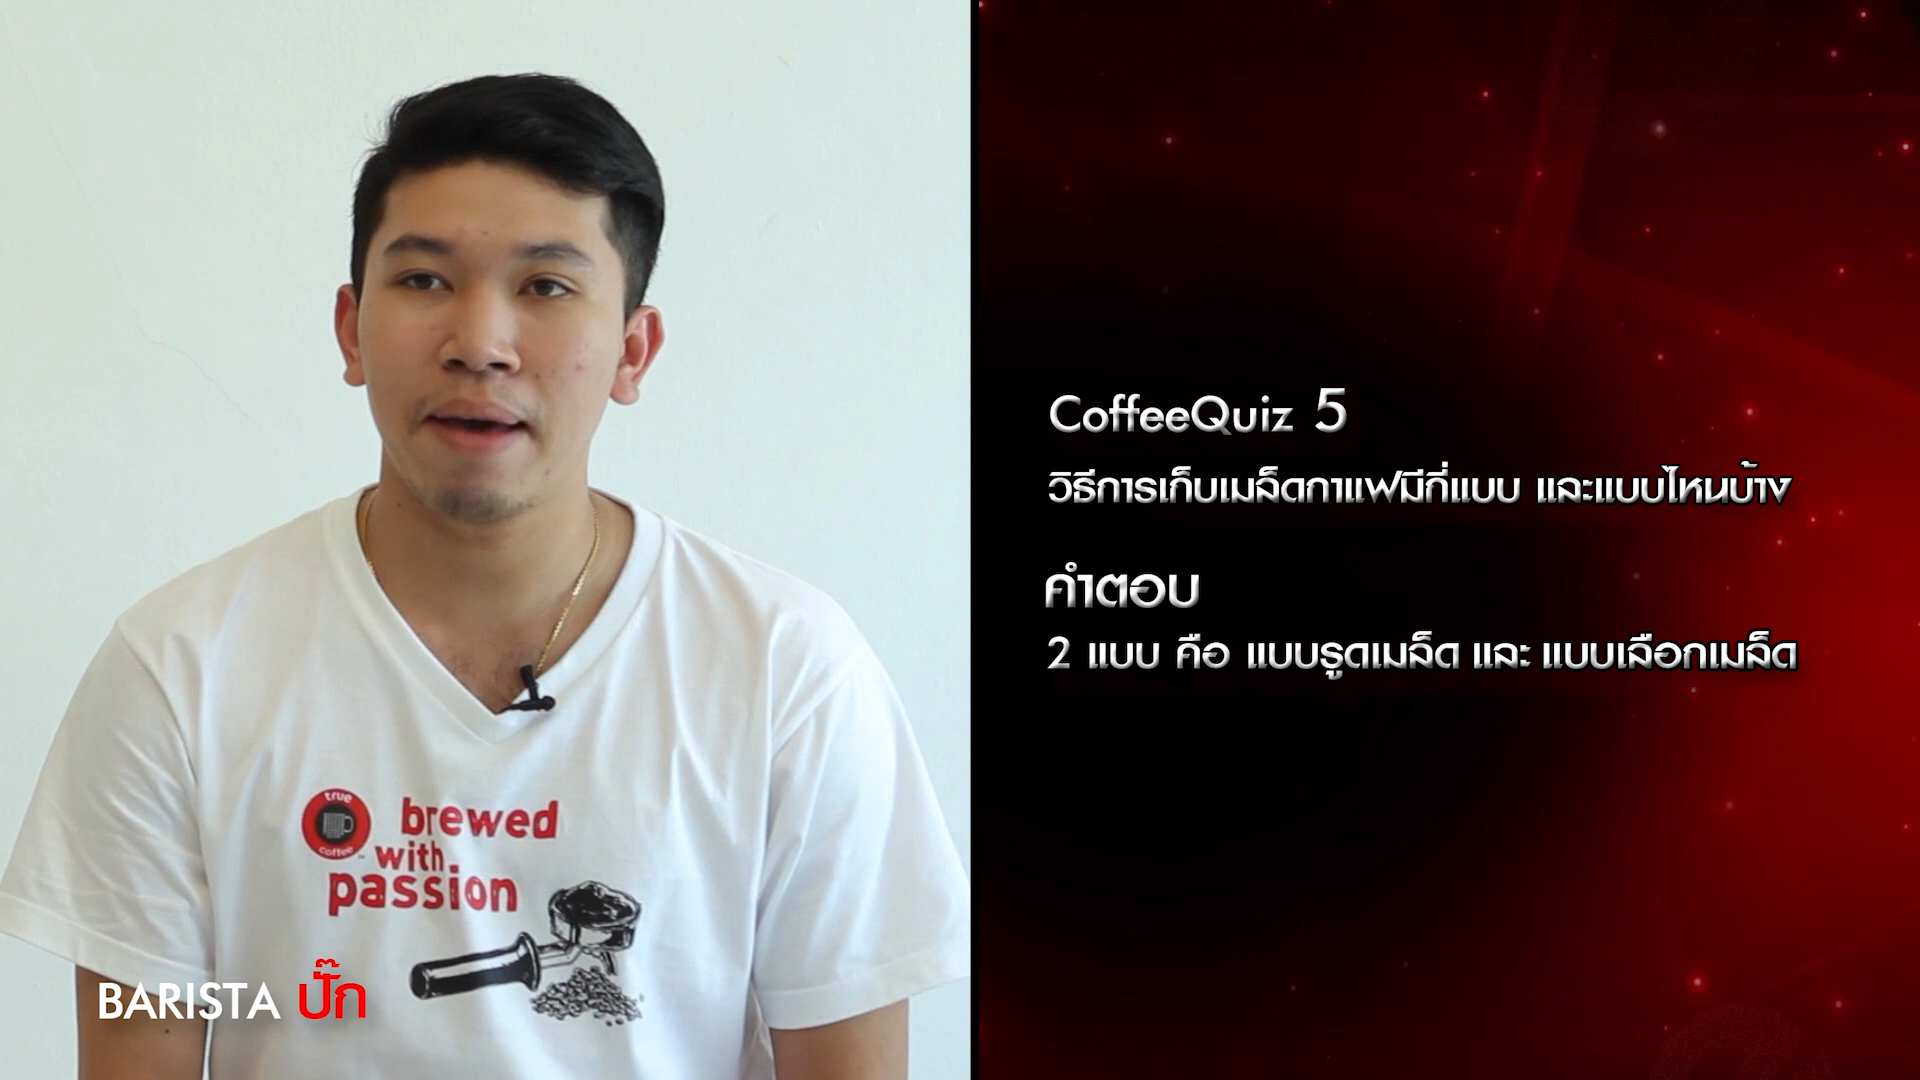 CoffeeQuiz 5
วิธีการเก็บเมล็ดกาแฟมีกี่แบบ และแบบไหนบ้าง
คำตอบ
2 แบบ คือ แบบรูดเมล็ด และ แบบเลือกเมล็ด
true
coffee
brewed
with
passion
BARISTA ปั๊ก